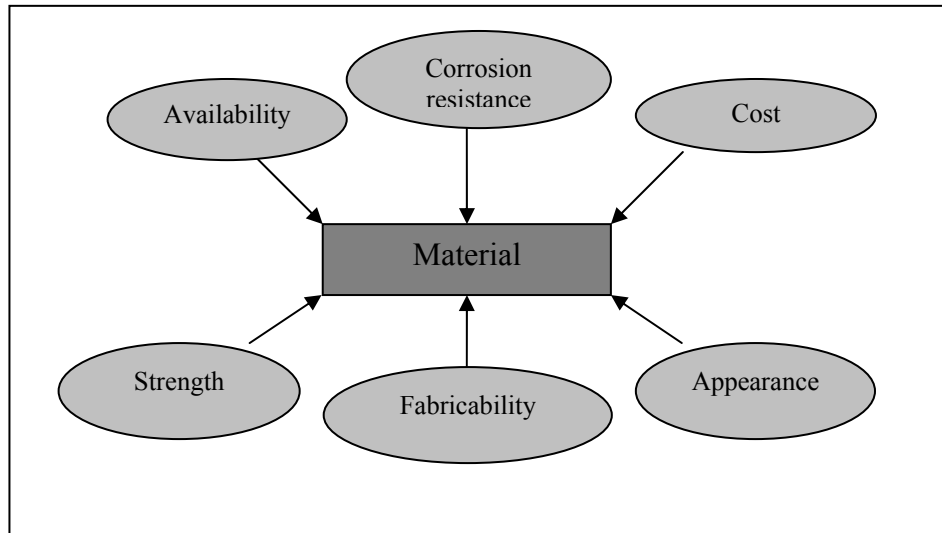 Availability
Corrosion
resistance
Cost
Material
Strength
Fabricability
Appearance